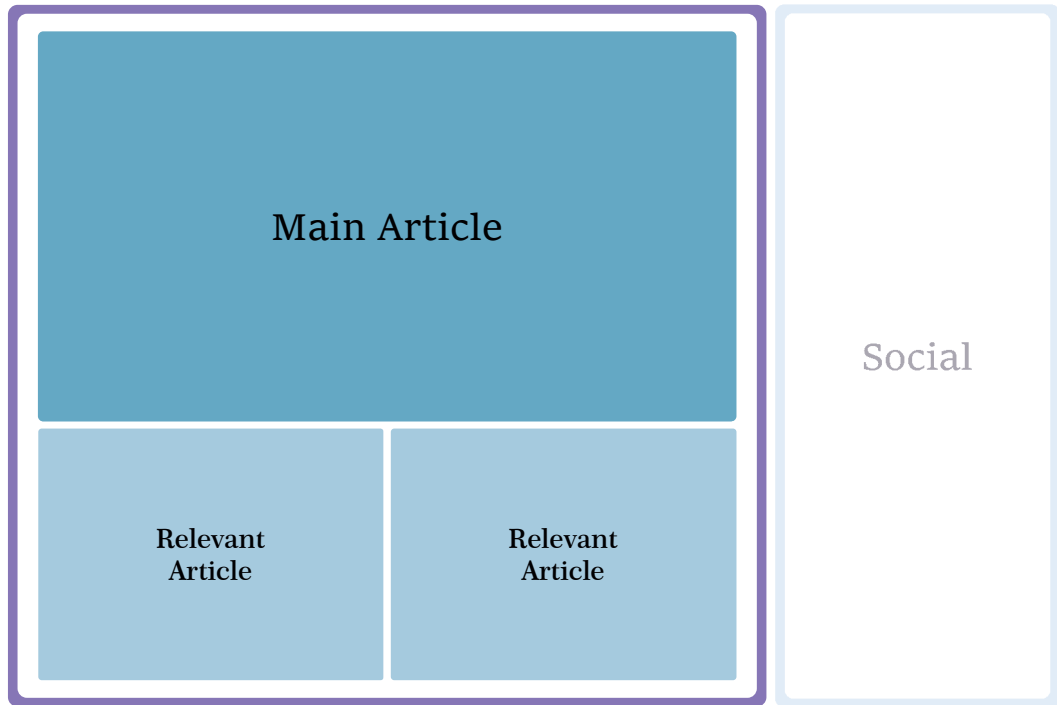 Main Article
Social
Relevant
Article
Relevant
Article